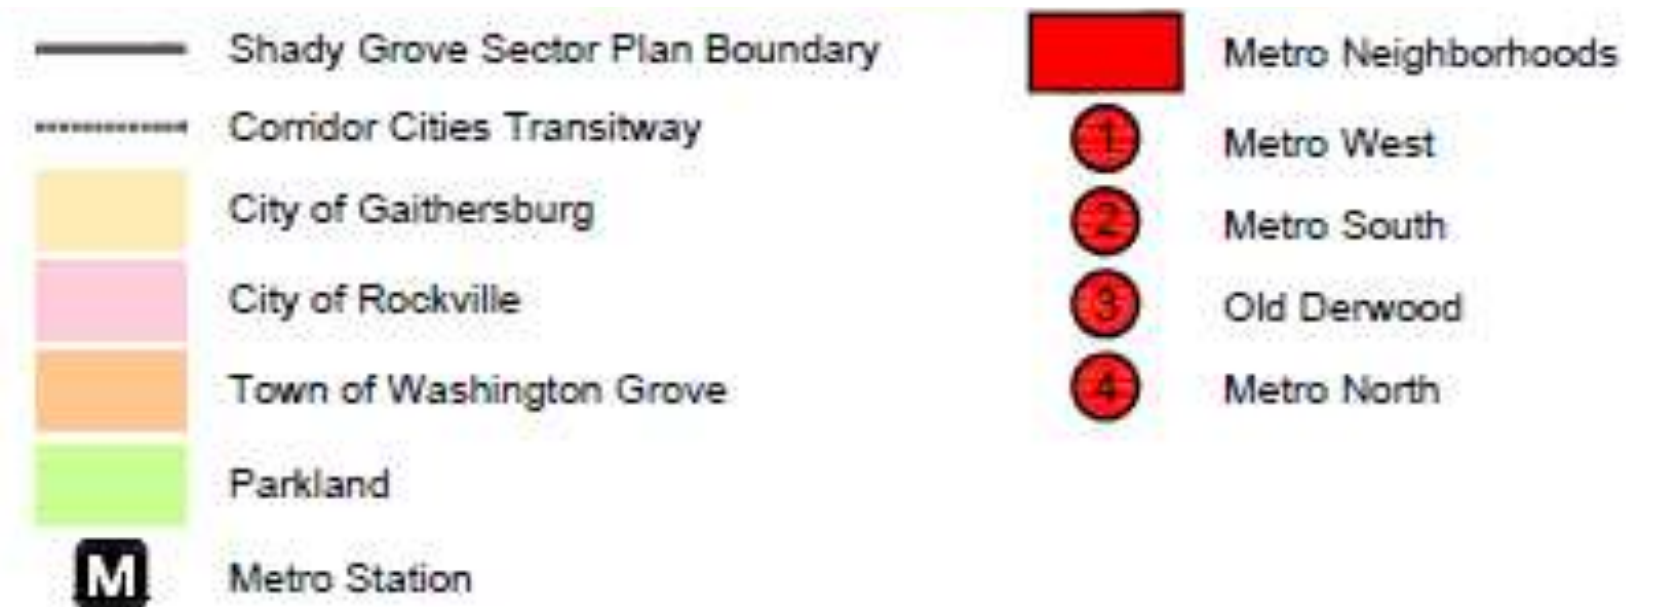 Shady Grove Sector Plan Boundary
Corridor Cities Transitway
City of Gaithersburg
City of Rockville
Town of Washington Grove
Parkland
M Metro Station
Metro Neighborhoods
1 Metro West
2 Metro South
3 Old Derwood
4 Metro North